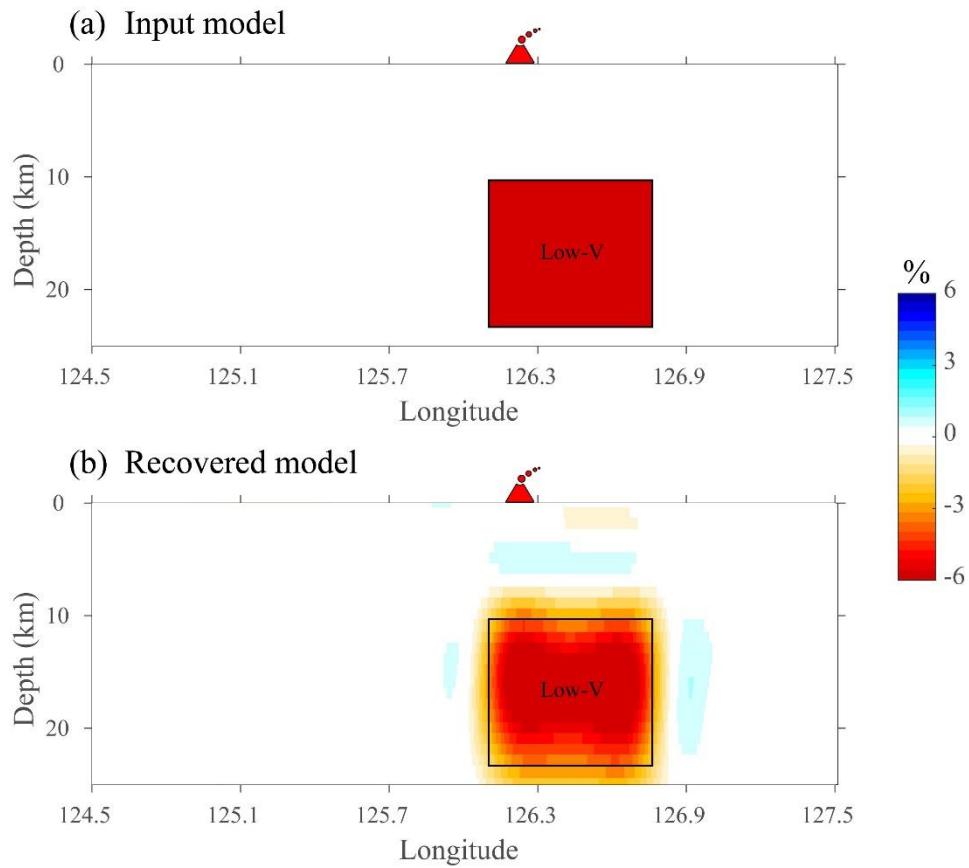 (a) Input model
0
10
20
Depth (km)
Low-V
124.5 125.1 125.7 126.3 126.9 127.5
Longitude
%
6
3
0
-3
-6
(b) Recovered model
0
10
20
Depth (km)
Low-V
124.5 125.1 125.7 126.3 126.9 127.5
Longitude